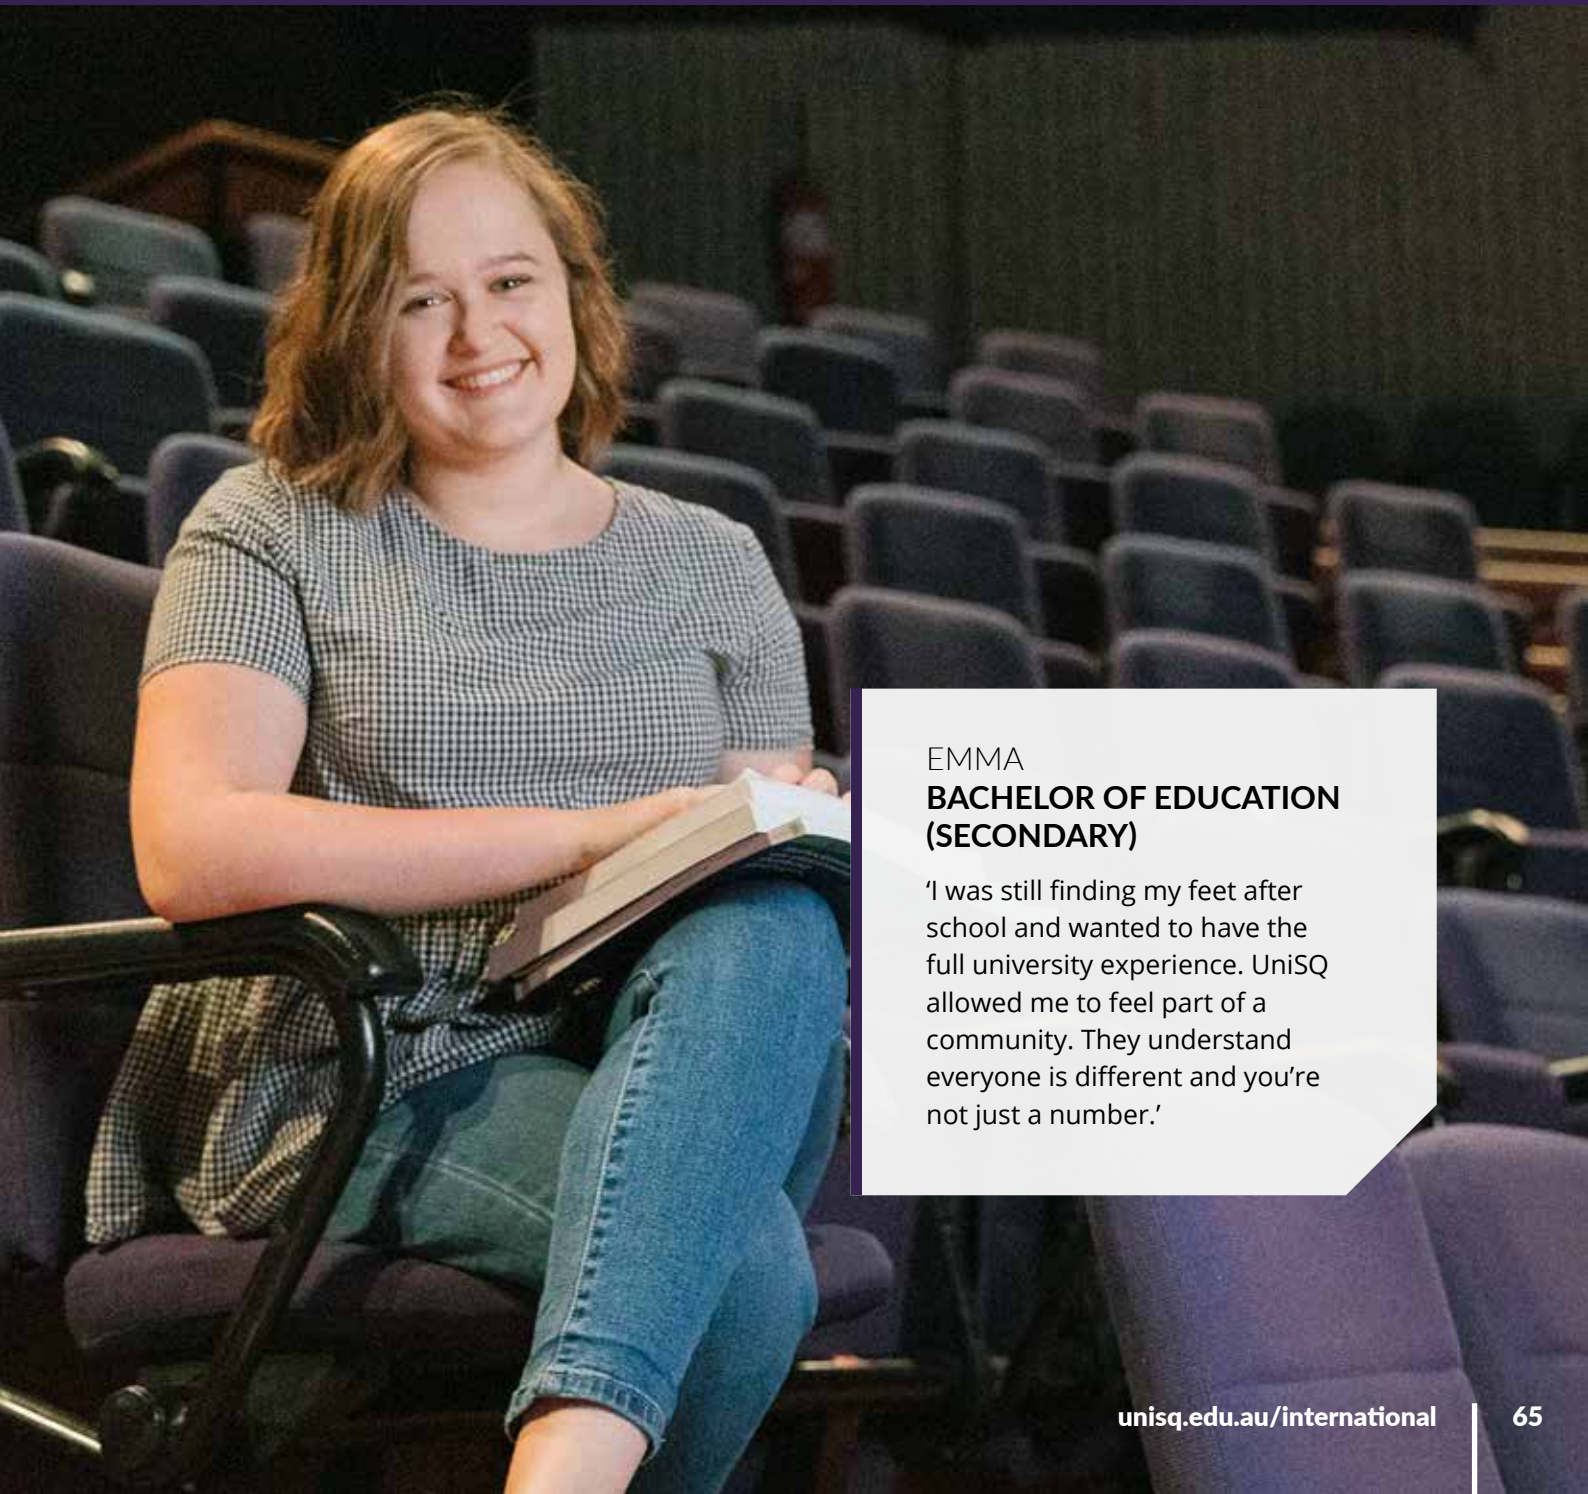 EMMA
BACHELOR OF EDUCATION
(SECONDARY)
‘I was still finding my feet after
school and wanted to have the
full university experience. UniSQ
allowed me to feel part of a
community. They understand
everyone is different and you’re
not just a number.’
unisq.edu.au/international
65